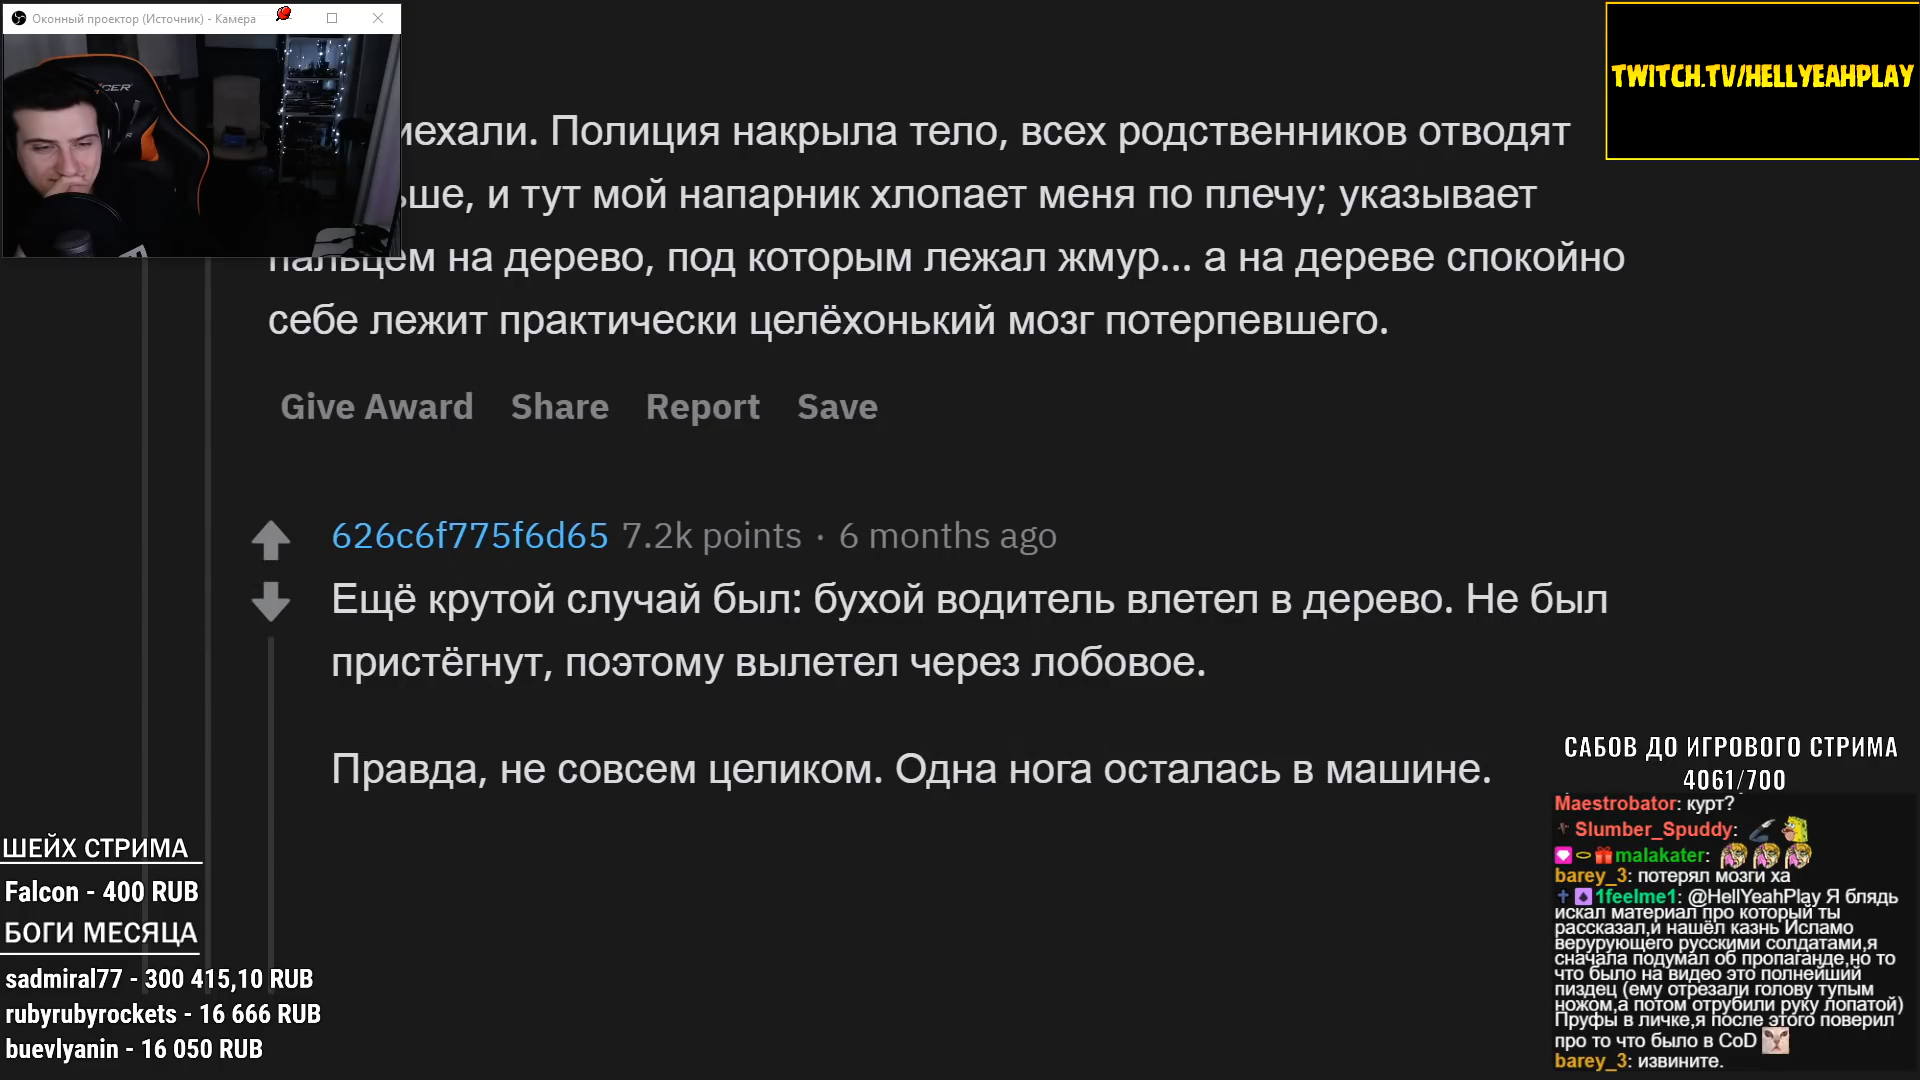 Оконный проектор (Источник) - Камера
TWITCH.TV/HELLYEAHPLAY
иехали. Полиция накрыла тело, всех родственников отводят
ьше, и тут мой напарник хлопает меня по плечу; указывает
пальцем на дерево, под которым лежал жмур... а на дереве спокойно
себе лежит практически целёхонький мозг потерпевшего.
Give Award Share Report Save
626c6f775f6d65 7.2k points · 6 months ago
Ещё крутой случай был: бухой водитель влетел в дерево. Не был
пристёгнут, поэтому вылетел через лобовое.
Правда, не совсем целиком. Одна нога осталась в машине.
ШЕЙХ СТРИМА
Falcon - 400 RUB
БОГИ МЕСЯЦА
sadmiral77 - 300 415,10 RUB
rubyrubyrockets - 16 666 RUB
buevlyanin - 16 050 RUB
САБОВ ДО ИГРОВОГО СТРИМА
4061/700
Maestrobator: курт?
Slumber_Spuddy:
malakater:
barey_3: потерял мозги ха
1feelme1: @HellYeahPlay Я блядь
искал материал про который ты
рассказал,и нашёл казнь Исламо
верурующего русскими солдатами,я
сначала подумал об пропаганде,но то
что было на видео это полнейший
пиздец (ему отрезали голову тупым
ножом,а потом отрубили руку лопатой)
Пруфы в личке,я после этого поверил
про то что было в CoD
barey_3: извините.